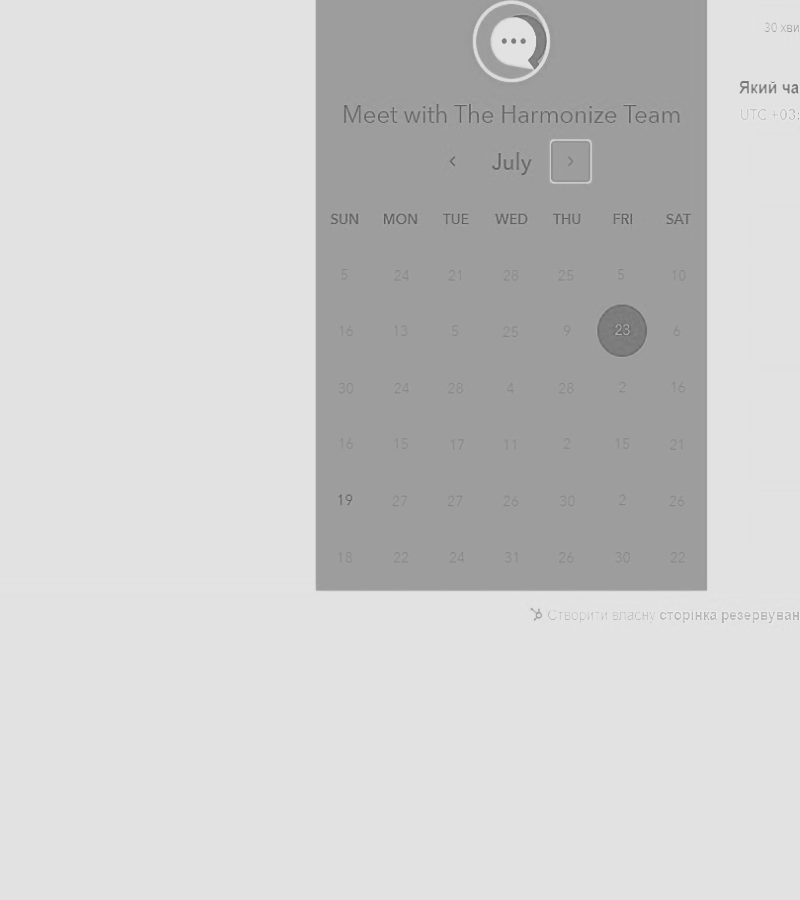 30 хви
Meet with The Harmonize Team
Який ча
UTC +03:
July
SUN MON TUE WED THU FRI SAT
5 24 21 28 25 5 10
16 13 5 25 9 23 6
30 24 28 4 28 2 16
16 15 17 11 2 15 21
19 27 27 26 30 2 26
18 22 24 31 26 30 22
Створити власну сторінка резервуван